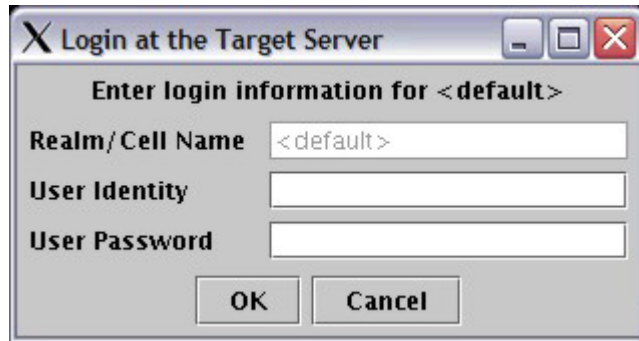 Login at the Target Server
Enter login information for <default>
Realm/Cell Name <default>
User Identity
User Password
OK Cancel